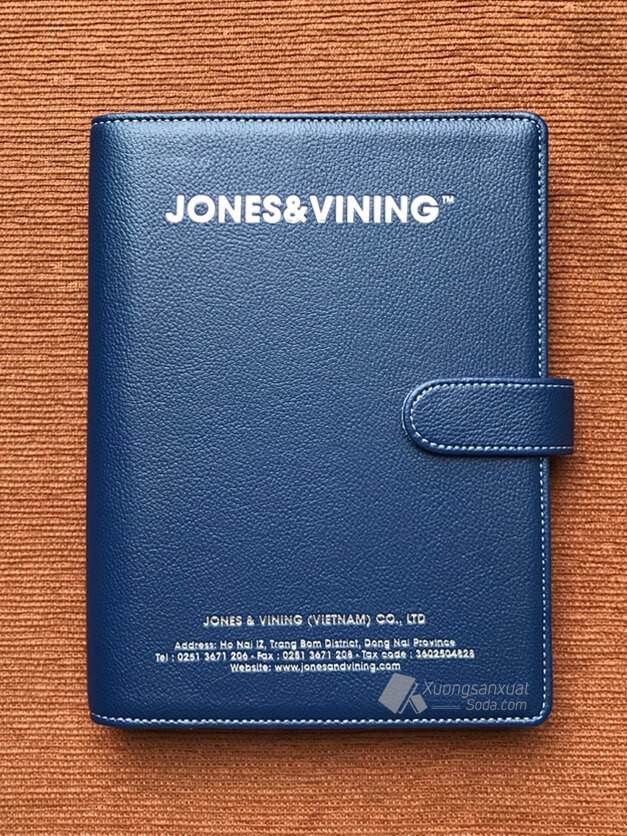 JONES&VINING™
JONES & VINING (VIETNAM) CO., LTD
Address: Ho Nai IZ, Trang Bom District, Dong Nai Province
Tel : 0251 3671 206 - Fax : 0251 3671 208 - Tax code : 3602504828
Website: www.jonesandvining.com
Xuongsanxuat
Soda.com